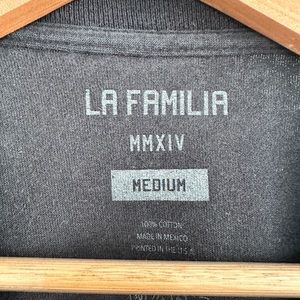 LA FAMILIA
MMXIV
MEDIUM
100% COTTON
MADE IN MEXICO
PRINTED IN THE U.S.A.